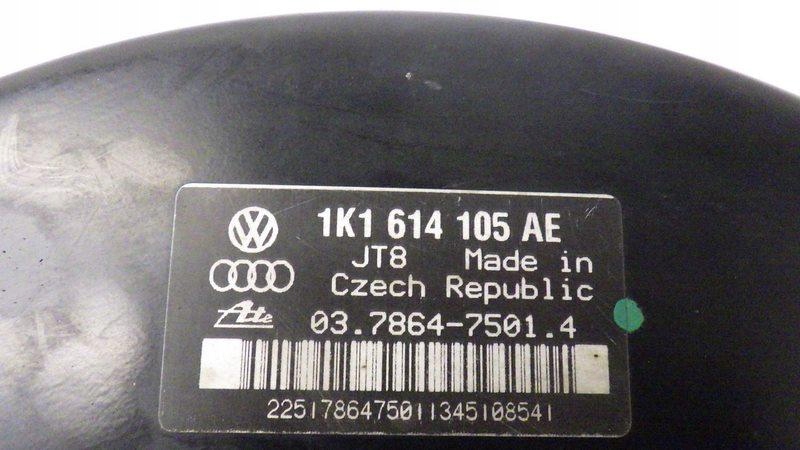 1K1 614 105 AE
JT8 Made in
Czech Republic
Ate 03.7864-7501.4
2251786475011345108541